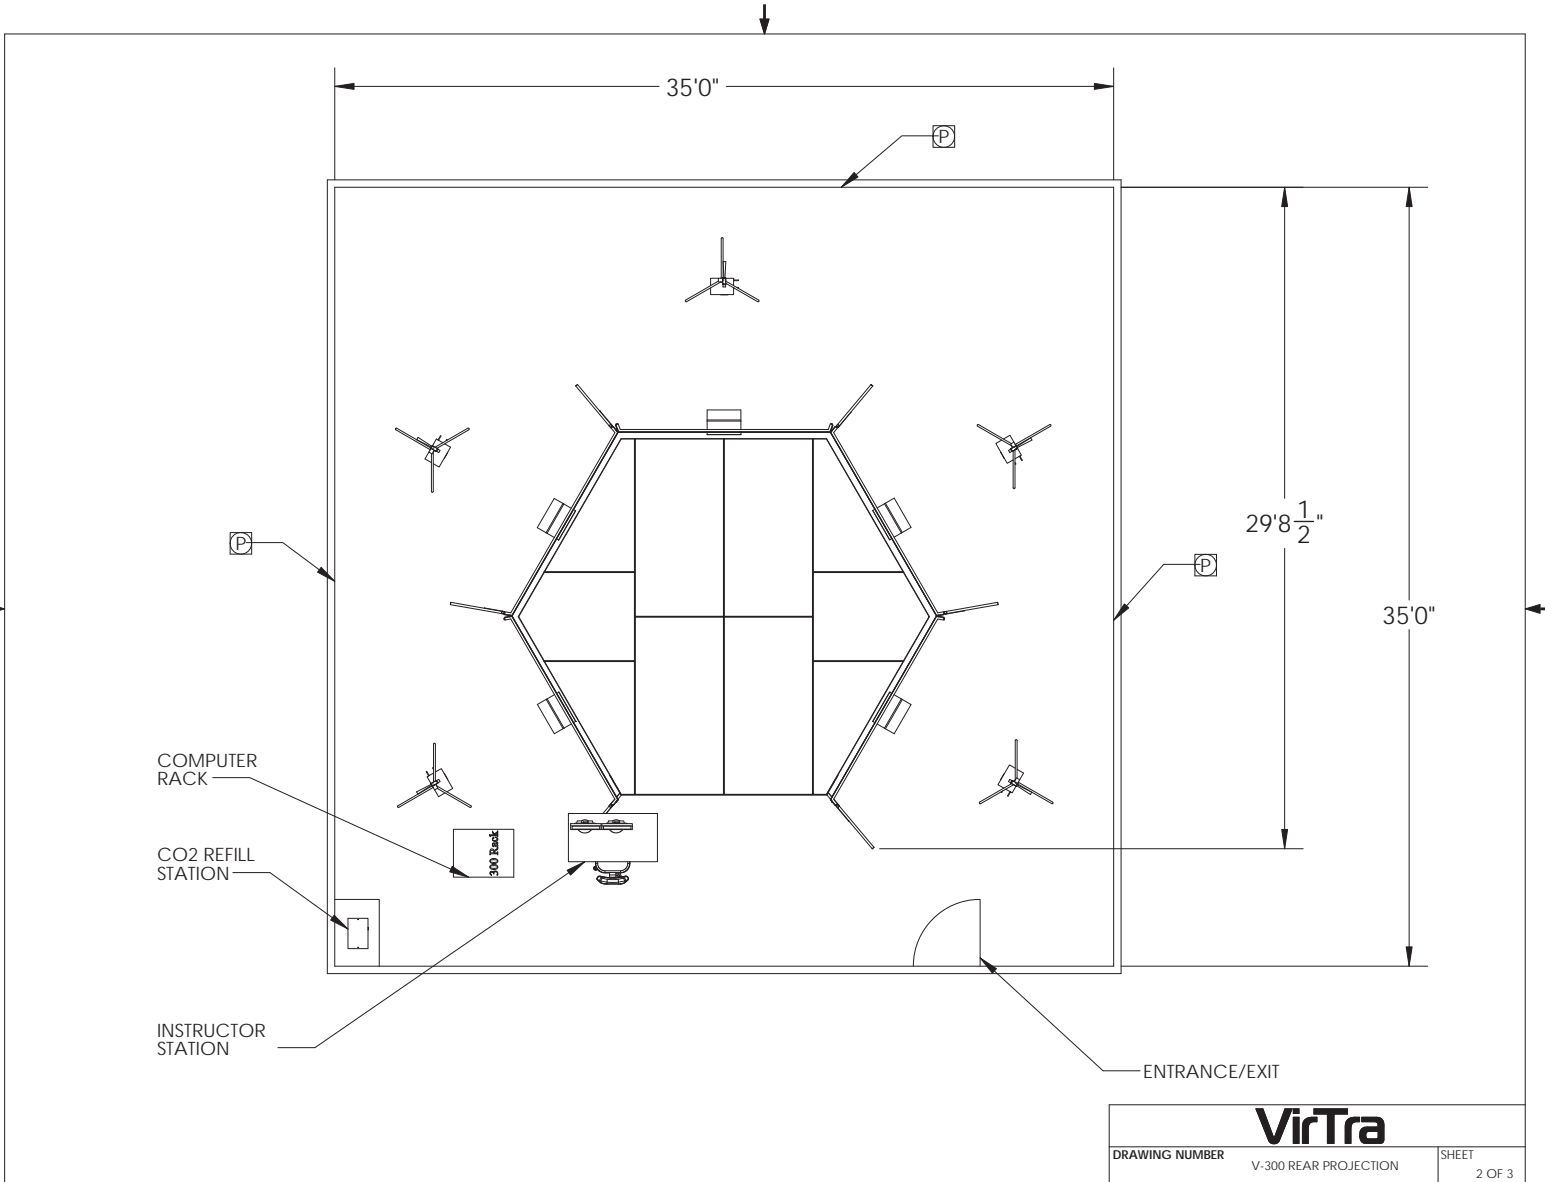 35'0"
P
29'8 1/2"
P
P
35'0"
COMPUTER
RACK
300 Rack
CO2 REFILL
STATION
INSTRUCTOR
STATION
ENTRANCE/EXIT
VirTra
DRAWING NUMBER
V-300 REAR PROJECTION
SHEET
2 OF 3